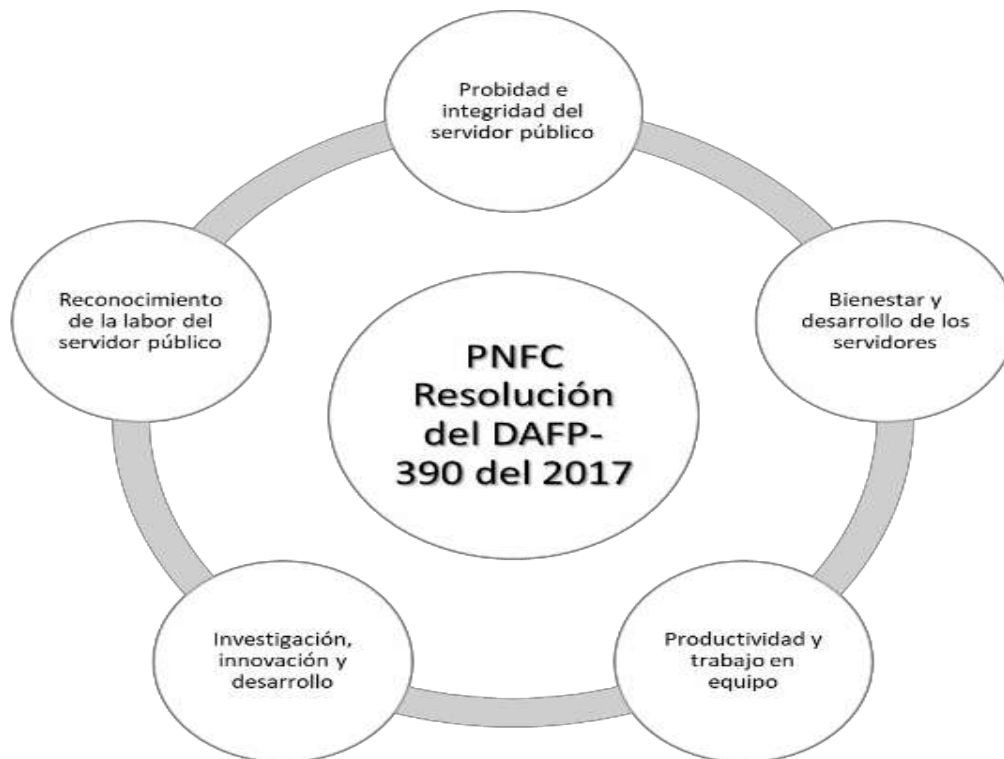 Probidad e
integridad del
servidor público
Reconocimiento
de la labor del
servidor público
Bienestar y
desarrollo de los
servidores
PNFC
Resolución
del DAFP-
390 del 2017
Investigación,
innovación y
desarrollo
Productividad y
trabajo en
equipo